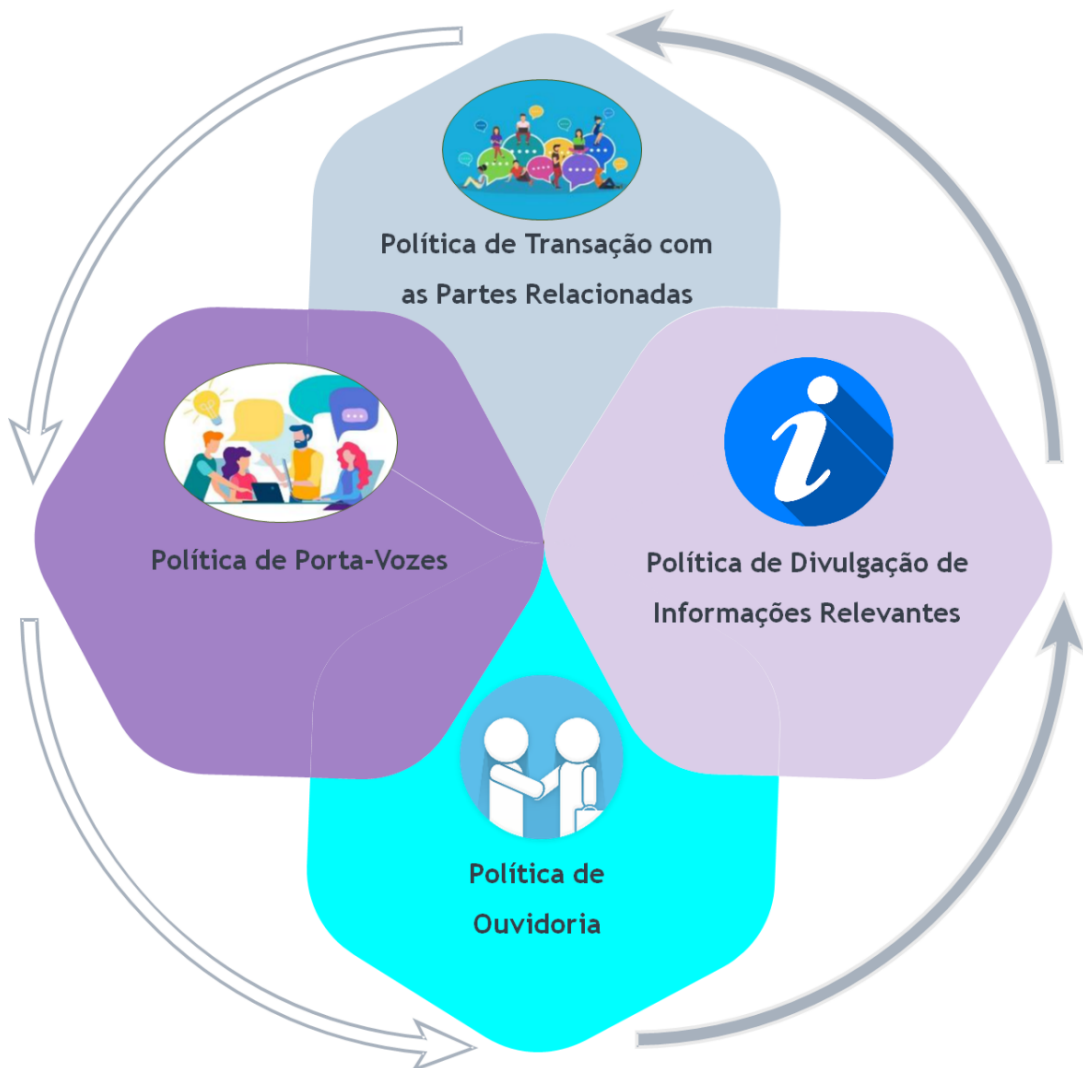 Política de Transação com
as Partes Relacionadas
Política de Porta-Vozes
Política de Divulgação de
Informações Relevantes
Política de
Ouvidoria